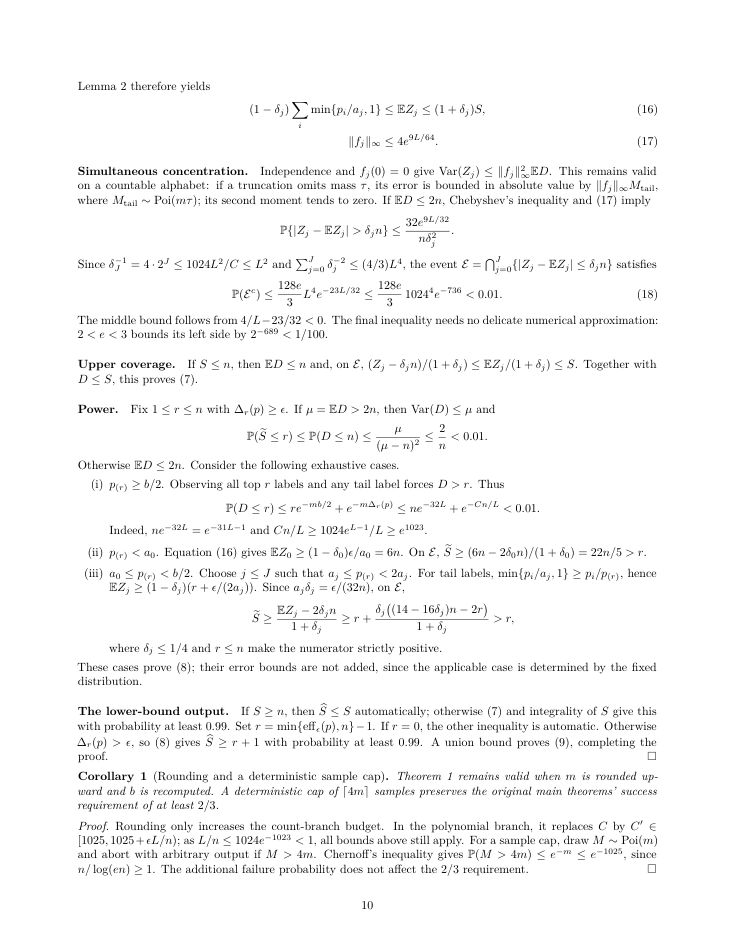 Lemma 2 therefore yields
(1 − δ_j) ∑_i min{p_i/a_j, 1} ≤ 𝔼Z_j ≤ (1 + δ_j)S, (16)
‖f_j‖_∞ ≤ 4e^{9L/64}. (17)
Simultaneous concentration. Independence and f_j(0) = 0 give Var(Z_j) ≤ ‖f_j‖²_∞𝔼D. This remains valid
on a countable alphabet: if a truncation omits mass τ, its error is bounded in absolute value by ‖f_j‖_∞M_tail,
where M_tail ∼ Poi(mτ); its second moment tends to zero. If 𝔼D ≤ 2n, Chebyshev's inequality and (17) imply
ℙ{|Z_j − 𝔼Z_j| > δ_jn} ≤ 32e^{9L/32} / nδ_j².
Since δ_J^{−1} = 4 · 2^J ≤ 1024L²/C ≤ L² and ∑_{j=0}^J δ_j^{−2} ≤ (4/3)L⁴, the event ℰ = ⋂_{j=0}^J{|Z_j − 𝔼Z_j| ≤ δ_jn} satisfies
ℙ(ℰ^c) ≤ (128e/3) L⁴e^{−23L/32} ≤ (128e/3) 1024⁴e^{−736} < 0.01. (18)
The middle bound follows from 4/L − 23/32 < 0. The final inequality needs no delicate numerical approximation:
2 < e < 3 bounds its left side by 2^{−689} < 1/100.
Upper coverage. If S ≤ n, then 𝔼D ≤ n and, on ℰ, (Z_j − δ_jn)/(1 + δ_j) ≤ 𝔼Z_j/(1 + δ_j) ≤ S. Together with
D ≤ S, this proves (7).
Power. Fix 1 ≤ r ≤ n with Δ_r(p) ≥ ϵ. If μ = 𝔼D > 2n, then Var(D) ≤ μ and
ℙ(S̃ ≤ r) ≤ ℙ(D ≤ n) ≤ μ/(μ − n)² ≤ 2/n < 0.01.
Otherwise 𝔼D ≤ 2n. Consider the following exhaustive cases.
(i) p_(r) ≥ b/2. Observing all top r labels and any tail label forces D > r. Thus
ℙ(D ≤ r) ≤ re^{−mb/2} + e^{−mΔ_r(p)} ≤ ne^{−32L} + e^{−Cn/L} < 0.01.
Indeed, ne^{−32L} = e^{−31L−1} and Cn/L ≥ 1024e^{L−1}/L ≥ e^{1023}.
(ii) p_(r) < a_0. Equation (16) gives 𝔼Z_0 ≥ (1 − δ_0)ϵ/a_0 = 6n. On ℰ, S̃ ≥ (6n − 2δ_0n)/(1 + δ_0) = 22n/5 > r.
(iii) a_0 ≤ p_(r) < b/2. Choose j ≤ J such that a_j ≤ p_(r) < 2a_j. For tail labels, min{p_i/a_j, 1} ≥ p_i/p_(r), hence
𝔼Z_j ≥ (1 − δ_j)(r + ϵ/(2a_j)). Since a_jδ_j = ϵ/(32n), on ℰ,
S̃ ≥ (𝔼Z_j − 2δ_jn)/(1 + δ_j) ≥ r + δ_j((14 − 16δ_j)n − 2r)/(1 + δ_j) > r,
where δ_j ≤ 1/4 and r ≤ n make the numerator strictly positive.
These cases prove (8); their error bounds are not added, since the applicable case is determined by the fixed
distribution.
The lower-bound output. If S ≥ n, then Ŝ ≤ S automatically; otherwise (7) and integrality of S give this
with probability at least 0.99. Set r = min{eff_ϵ(p), n} − 1. If r = 0, the other inequality is automatic. Otherwise
Δ_r(p) > ϵ, so (8) gives Ŝ ≥ r + 1 with probability at least 0.99. A union bound proves (9), completing the
proof. □
Corollary 1 (Rounding and a deterministic sample cap). Theorem 1 remains valid when m is rounded up-
ward and b is recomputed. A deterministic cap of ⌈4m⌉ samples preserves the original main theorems' success
requirement of at least 2/3.
Proof. Rounding only increases the count-branch budget. In the polynomial branch, it replaces C by C′ ∈
[1025, 1025+ϵL/n); as L/n ≤ 1024e^{−1023} < 1, all bounds above still apply. For a sample cap, draw M ∼ Poi(m)
and abort with arbitrary output if M > 4m. Chernoff's inequality gives ℙ(M > 4m) ≤ e^{−m} ≤ e^{−1025}, since
n/ log(en) ≥ 1. The additional failure probability does not affect the 2/3 requirement. □
10